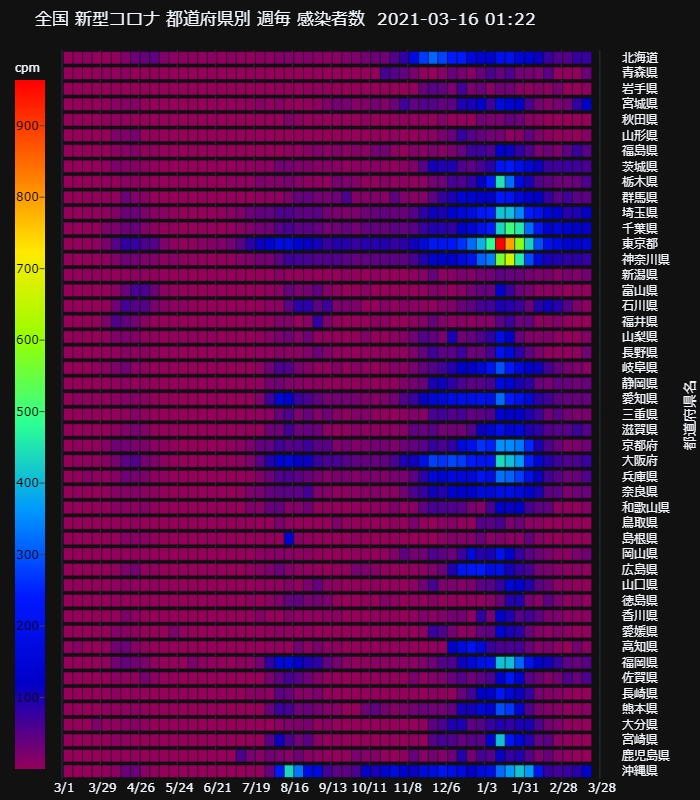 全国 新型コロナ 都道府県別 週毎 感染者数 2021-03-16 01:22
cpm
900
800
700
600
500
400
300
200
100
北海道
青森県
岩手県
宮城県
秋田県
山形県
福島県
茨城県
栃木県
群馬県
埼玉県
千葉県
東京都
神奈川県
新潟県
富山県
石川県
福井県
山梨県
長野県
岐阜県
静岡県
愛知県
三重県
滋賀県
京都府
大阪府
兵庫県
奈良県
和歌山県
鳥取県
島根県
岡山県
広島県
山口県
徳島県
香川県
愛媛県
高知県
福岡県
佐賀県
長崎県
熊本県
大分県
宮崎県
鹿児島県
沖縄県
都道府県名
3/1 3/29 4/26 5/24 6/21 7/19 8/16 9/13 10/11 11/8 12/6 1/3 1/31 2/28 3/28